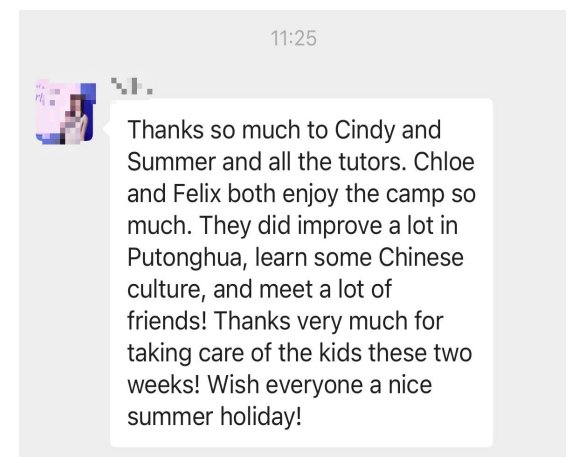 11:25
Thanks so much to Cindy and
Summer and all the tutors. Chloe
and Felix both enjoy the camp so
much. They did improve a lot in
Putonghua, learn some Chinese
culture, and meet a lot of
friends! Thanks very much for
taking care of the kids these two
weeks! Wish everyone a nice
summer holiday!